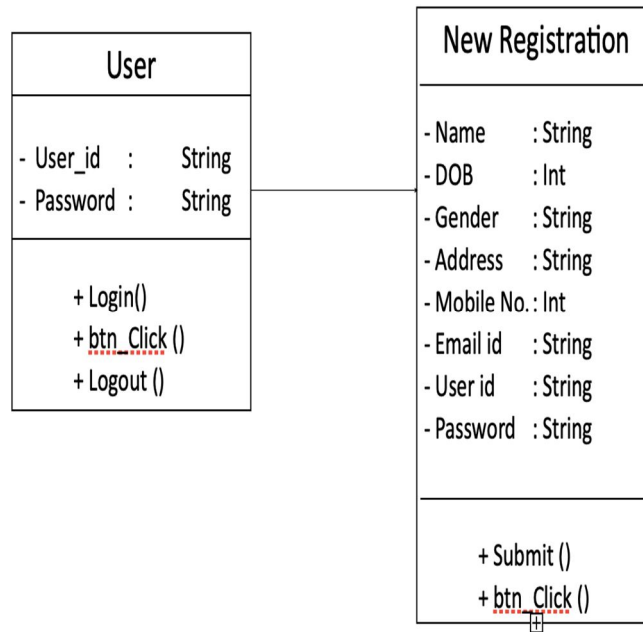 User
- User_id : String
- Password : String
+ Login()
+ btn_Click ()
+ Logout ()
New Registration
- Name : String
- DOB : Int
- Gender : String
- Address : String
- Mobile No. : Int
- Email id : String
- User id : String
- Password : String
+ Submit ()
+ btn_Click ()